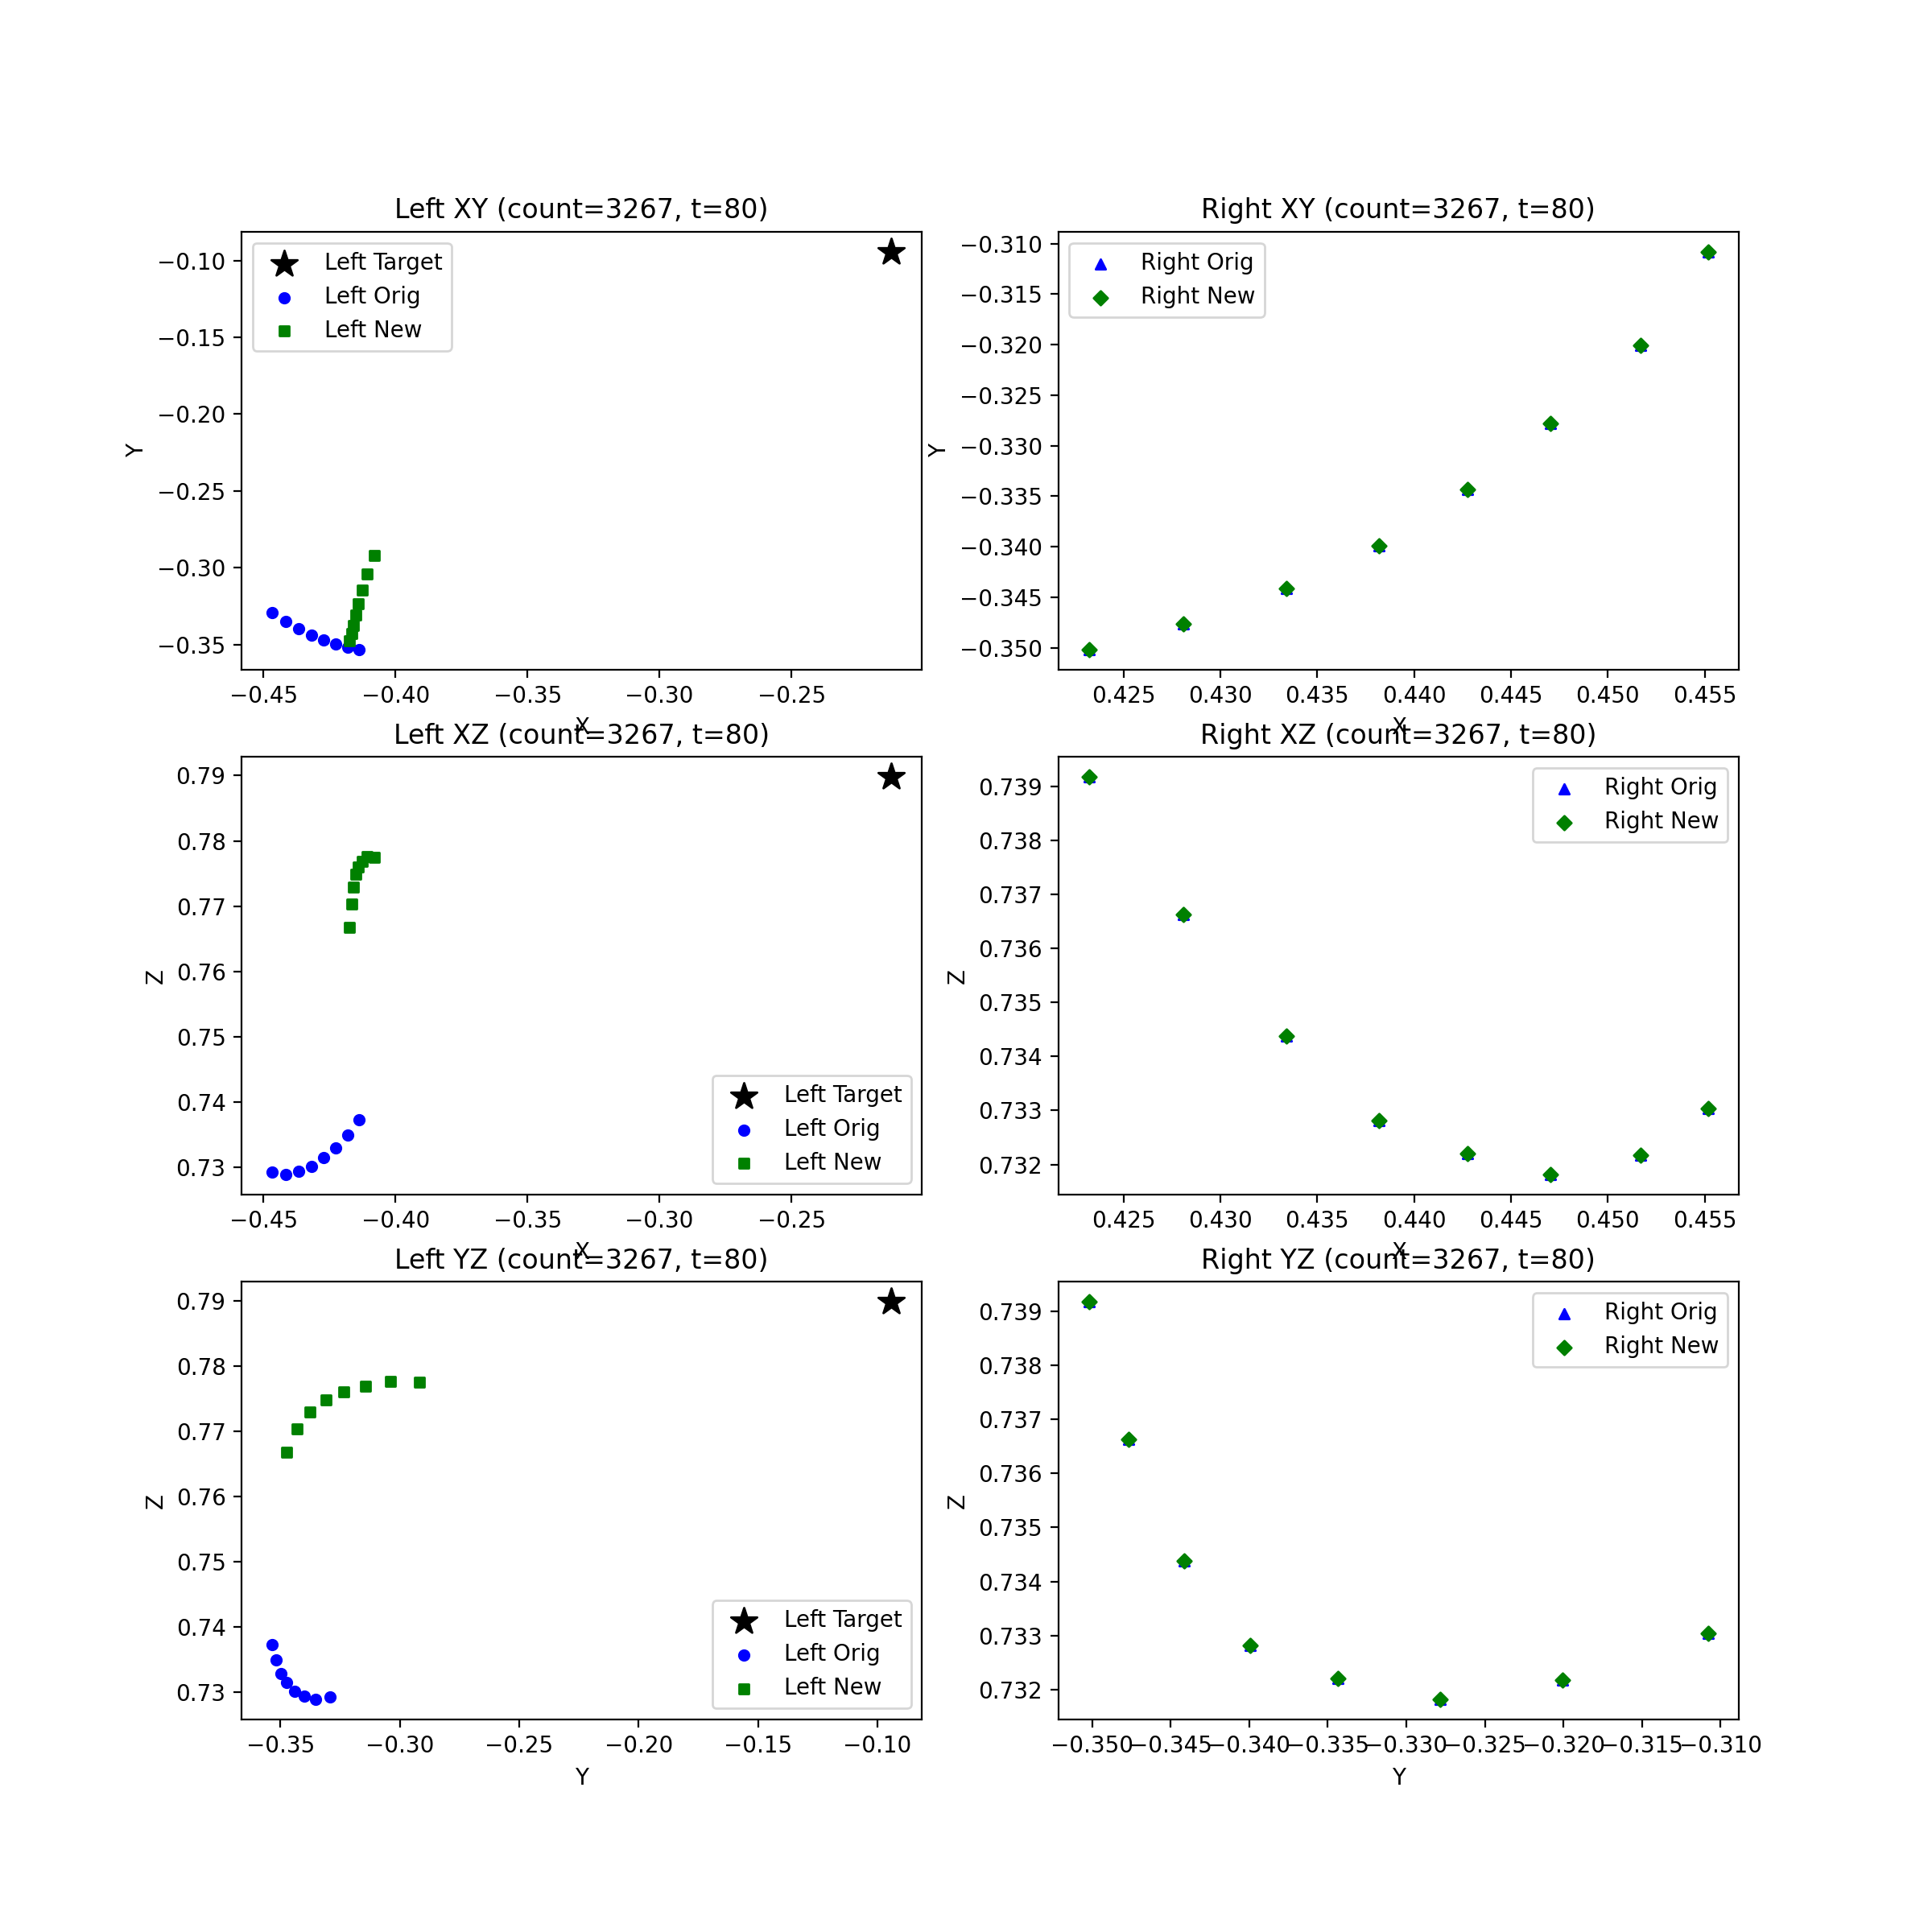 Left XY (count=3267, t=80)
Left Target
Left Orig
Left New
−0.10
−0.15
−0.20
−0.25
−0.30
−0.35
Y
−0.45 −0.40 −0.35 −0.30 −0.25
X
Right XY (count=3267, t=80)
Right Orig
Right New
−0.310
−0.315
−0.320
−0.325
−0.330
−0.335
−0.340
−0.345
−0.350
Y
0.425 0.430 0.435 0.440 0.445 0.450 0.455
X
Left XZ (count=3267, t=80)
0.79
0.78
0.77
0.76
0.75
0.74
0.73
Z
Left Target
Left Orig
Left New
−0.45 −0.40 −0.35 −0.30 −0.25
X
Right XZ (count=3267, t=80)
Right Orig
Right New
0.739
0.738
0.737
0.736
0.735
0.734
0.733
0.732
Z
0.425 0.430 0.435 0.440 0.445 0.450 0.455
X
Left YZ (count=3267, t=80)
0.79
0.78
0.77
0.76
0.75
0.74
0.73
Z
Left Target
Left Orig
Left New
−0.35 −0.30 −0.25 −0.20 −0.15 −0.10
Y
Right YZ (count=3267, t=80)
Right Orig
Right New
0.739
0.738
0.737
0.736
0.735
0.734
0.733
0.732
Z
−0.350 −0.345 −0.340 −0.335 −0.330 −0.325 −0.320 −0.315 −0.310
Y